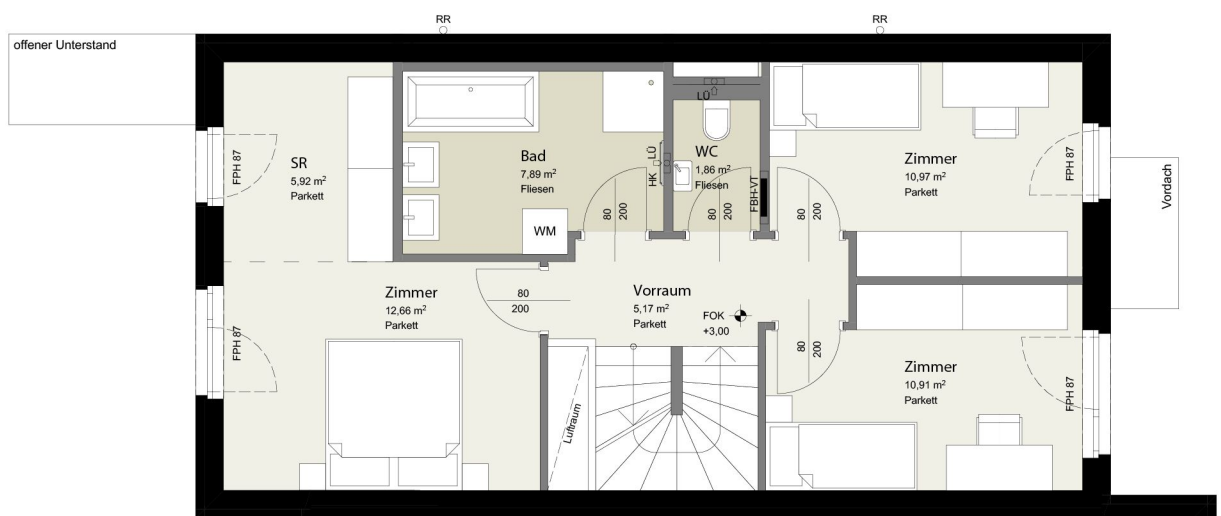 RR
RR
offener Unterstand
LÜ
SR
5,92 m²
Parkett
FPH 87
Bad
7,89 m²
Fliesen
LÜ
HK
WC
1,86 m²
Fliesen
FBH-VT
Zimmer
10,97 m²
Parkett
FPH 87
Vordach
80
200
80
200
80
200
WM
Zimmer
12,66 m²
Parkett
FPH 87
80
200
Vorraum
5,17 m²
Parkett
FOK
+3,00
80
200
Zimmer
10,91 m²
Parkett
FPH 87
Luftraum